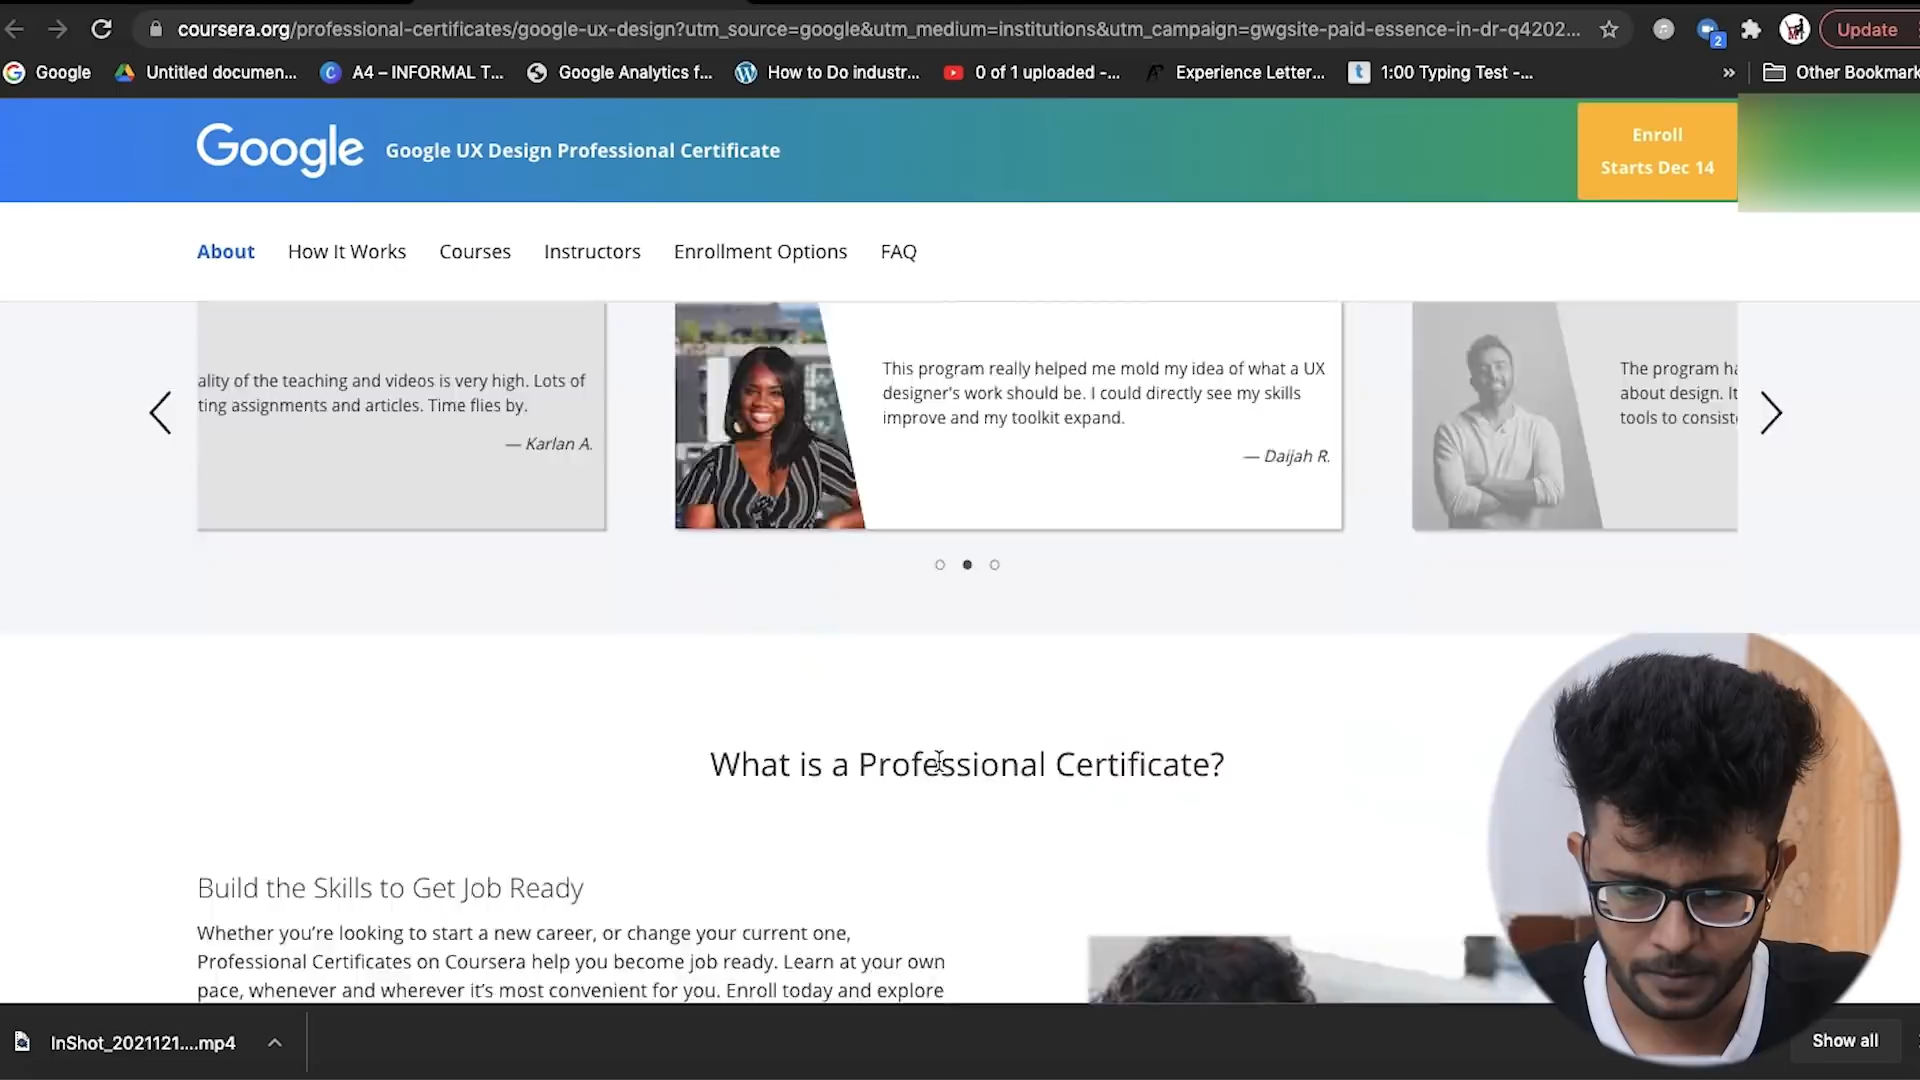 coursera.org/professional-certificates/google-ux-design?utm_source=google&utm_medium=institutions&utm_campaign=gwgsite-paid-essence-in-dr-q4202...
2
Update
Google
Untitled documen...
A4 – INFORMAL T...
Google Analytics f...
How to Do industr...
0 of 1 uploaded -...
Experience Letter...
1:00 Typing Test -...
»
Other Bookmark
Google
Google UX Design Professional Certificate
Enroll
Starts Dec 14
About
How It Works
Courses
Instructors
Enrollment Options
FAQ
ality of the teaching and videos is very high. Lots of
ting assignments and articles. Time flies by.
— Karlan A.
This program really helped me mold my idea of what a UX
designer's work should be. I could directly see my skills
improve and my toolkit expand.
— Daijah R.
The program ha
about design. It
tools to consiste
What is a Professional Certificate?
Build the Skills to Get Job Ready
Whether you're looking to start a new career, or change your current one,
Professional Certificates on Coursera help you become job ready. Learn at your own
pace, whenever and wherever it's most convenient for you. Enroll today and explore
InShot_2021121....mp4
Show all